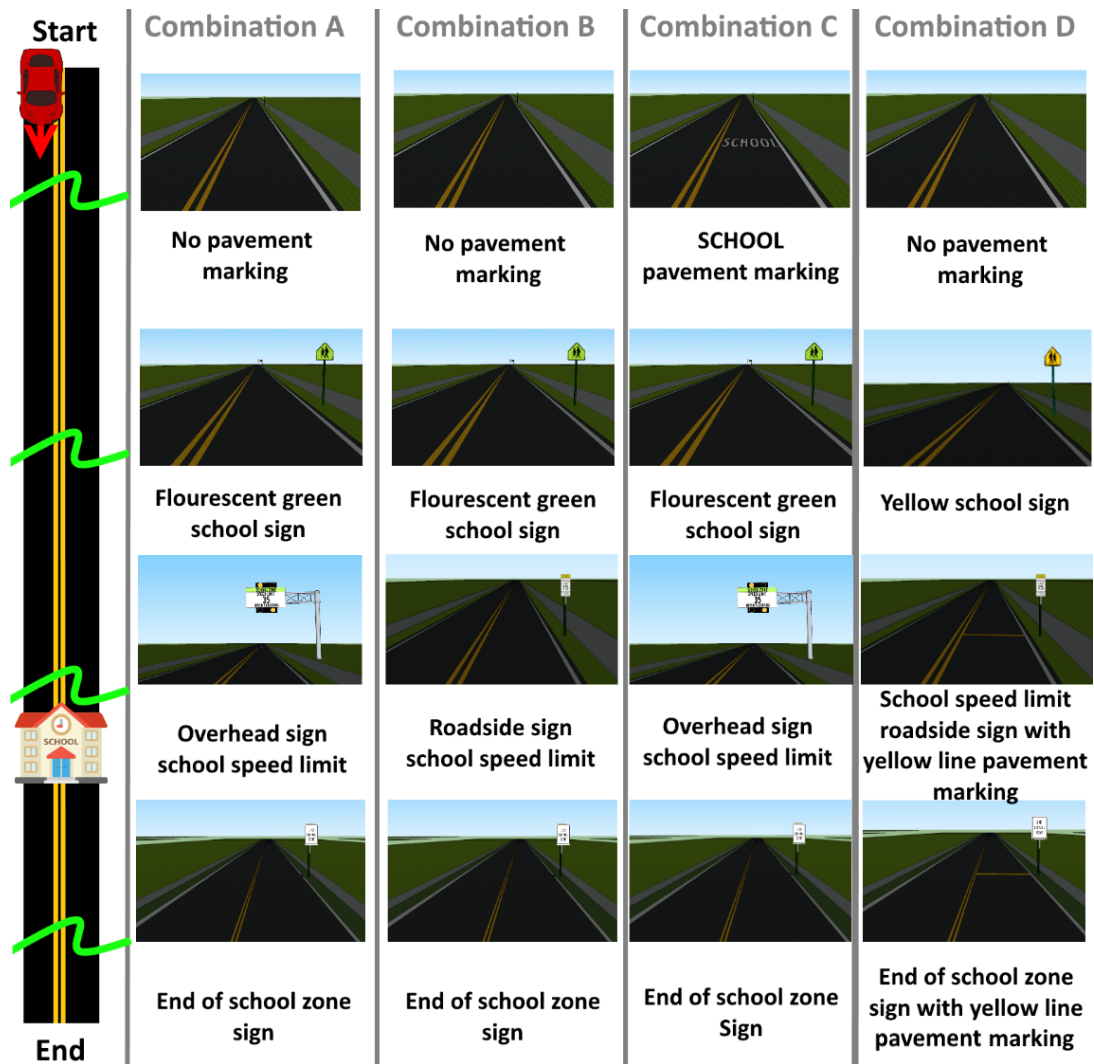 Start
Combination A
Combination B
Combination C
Combination D
SCHOOL
No pavement
marking
No pavement
marking
SCHOOL
pavement marking
No pavement
marking
Flourescent green
school sign
Flourescent green
school sign
Flourescent green
school sign
Yellow school sign
35
35
SCHOOL
Overhead sign
school speed limit
Roadside sign
school speed limit
Overhead sign
school speed limit
School speed limit
roadside sign with
yellow line pavement
marking
End of school zone
sign
End of school zone
sign
End of school zone
Sign
End of school zone
sign with yellow line
pavement marking
End